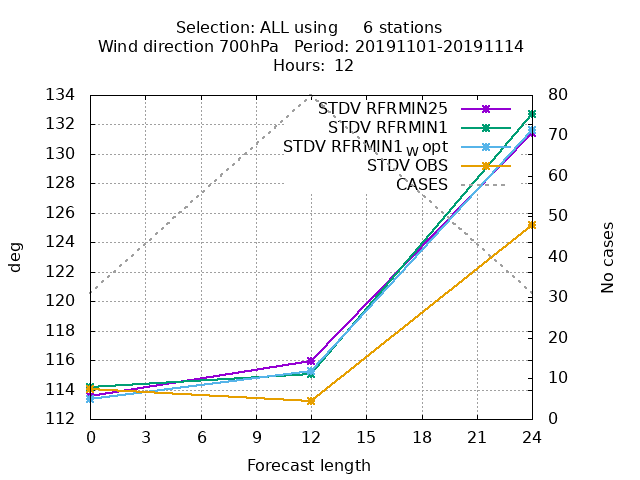 Selection: ALL using     6 stations
Wind direction 700hPa   Period: 20191101-20191114
Hours: 12
STDV RFRMIN25
STDV RFRMIN1
STDV RFRMIN1_W opt
STDV OBS
CASES
134
132
130
128
126
124
122
120
118
116
114
112
80
70
60
50
40
30
20
10
0
deg
No cases
0 3 6 9 12 15 18 21 24
Forecast length